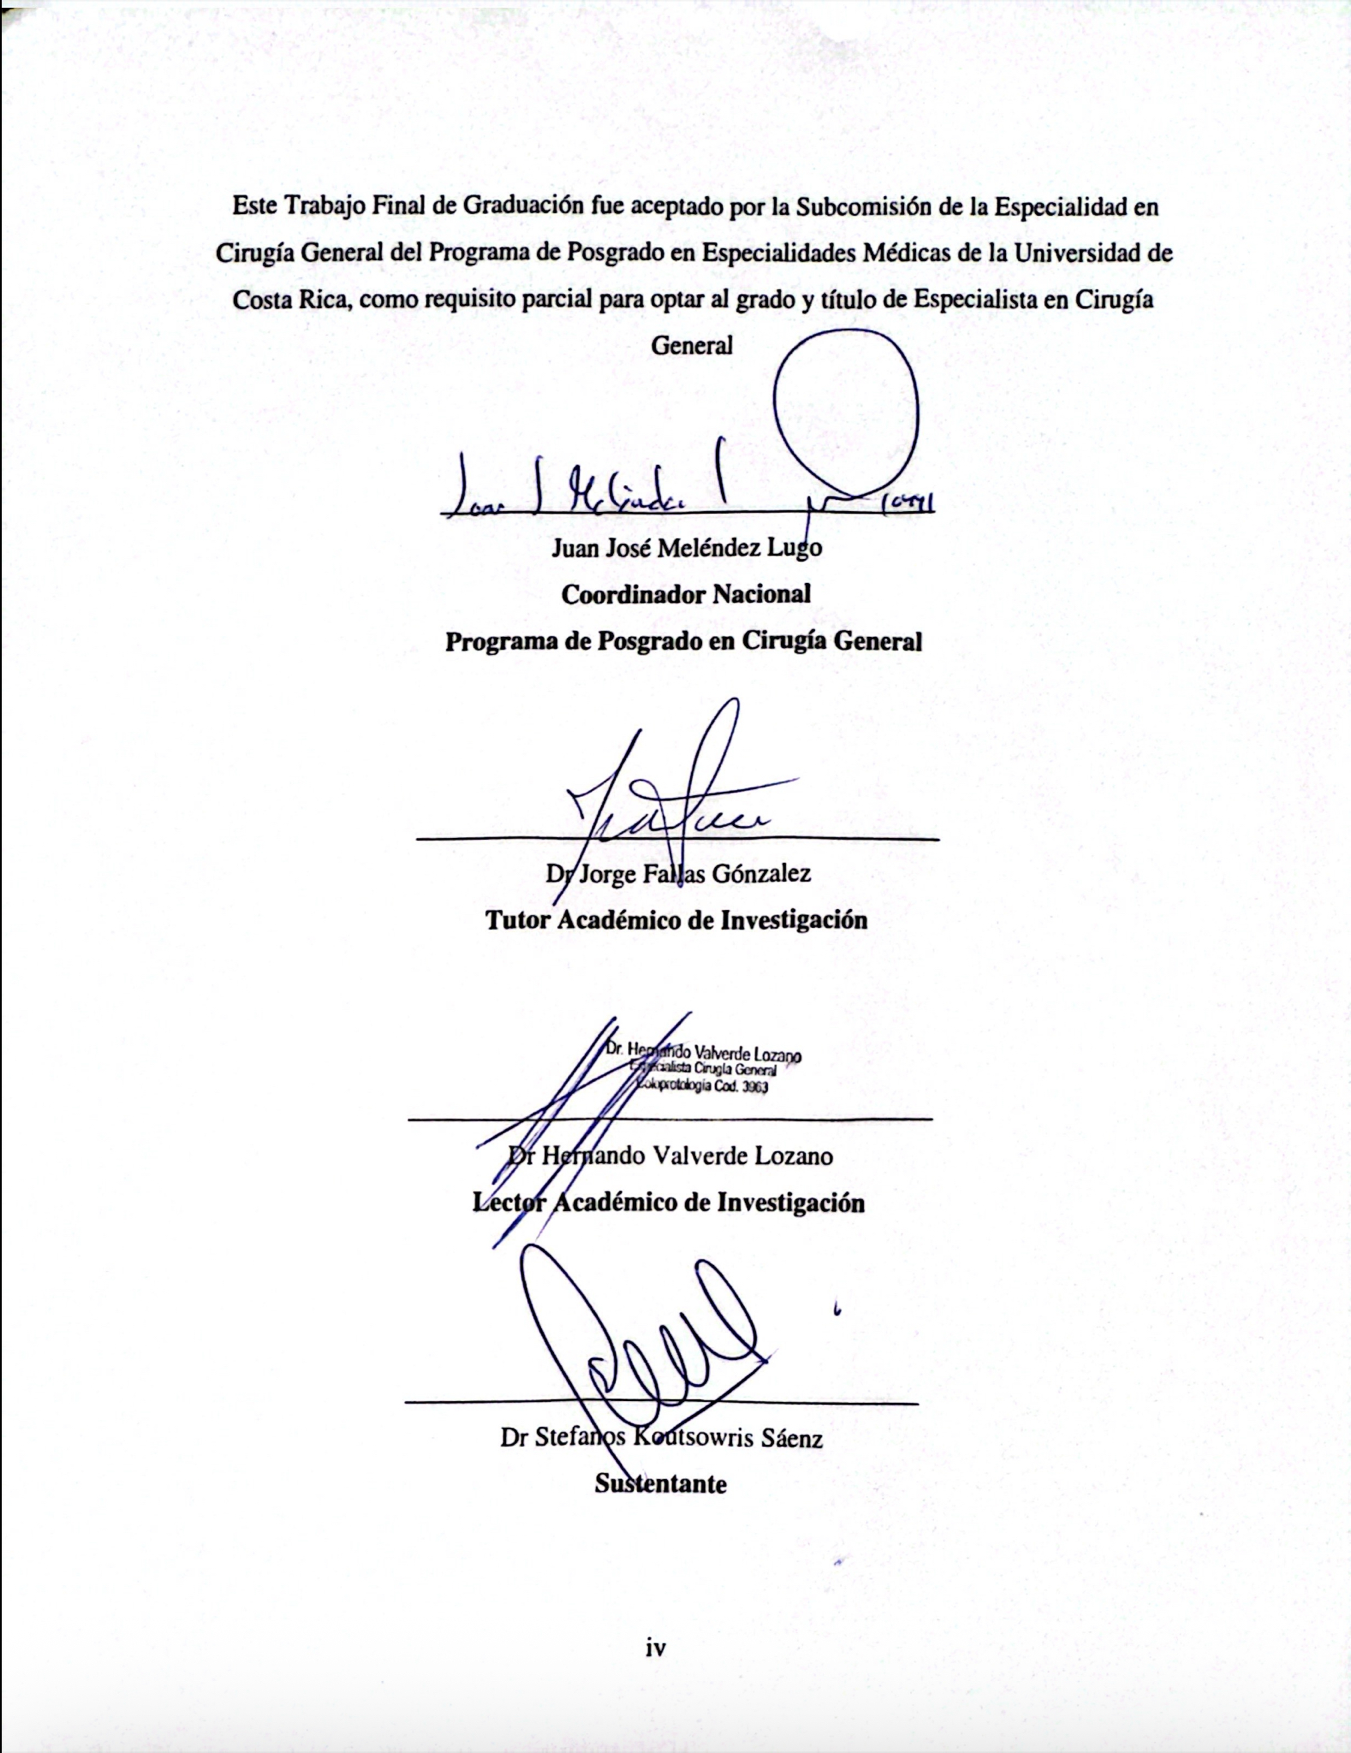 Este Trabajo Final de Graduación fue aceptado por la Subcomisión de la Especialidad en
Cirugía General del Programa de Posgrado en Especialidades Médicas de la Universidad de
Costa Rica, como requisito parcial para optar al grado y título de Especialista en Cirugía
General
Juan José Meléndez Lugo
Coordinador Nacional
Programa de Posgrado en Cirugía General
Dr Jorge Fallas Gónzalez
Tutor Académico de Investigación
Dr. Hernando Valverde Lozano
Especialista Cirugía General
Coloproctología Cod. 3963
Dr Hernando Valverde Lozano
Lector Académico de Investigación
Dr Stefanos Koutsowris Sáenz
Sustentante
iv